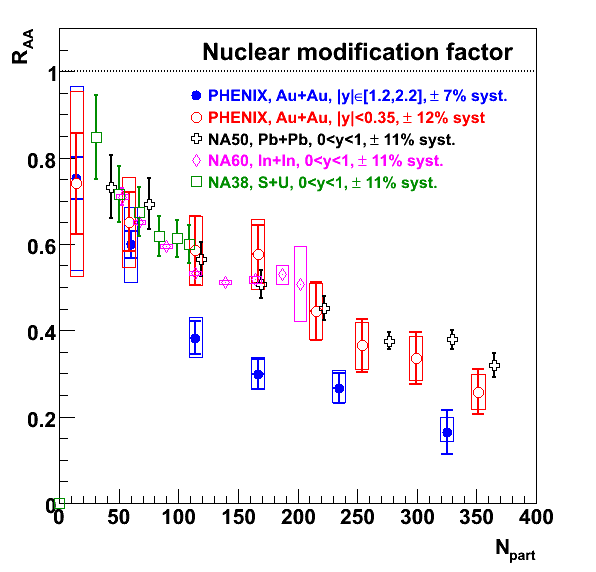 R_AA
Nuclear modification factor
PHENIX, Au+Au, |y|∈[1.2,2.2], ± 7% syst.
PHENIX, Au+Au, |y|<0.35, ± 12% syst
NA50, Pb+Pb, 0<y<1, ± 11% syst.
NA60, In+In, 0<y<1, ± 11% syst.
NA38, S+U, 0<y<1, ± 11% syst.
1
0.8
0.6
0.4
0.2
0
0 50 100 150 200 250 300 350 400
N_part